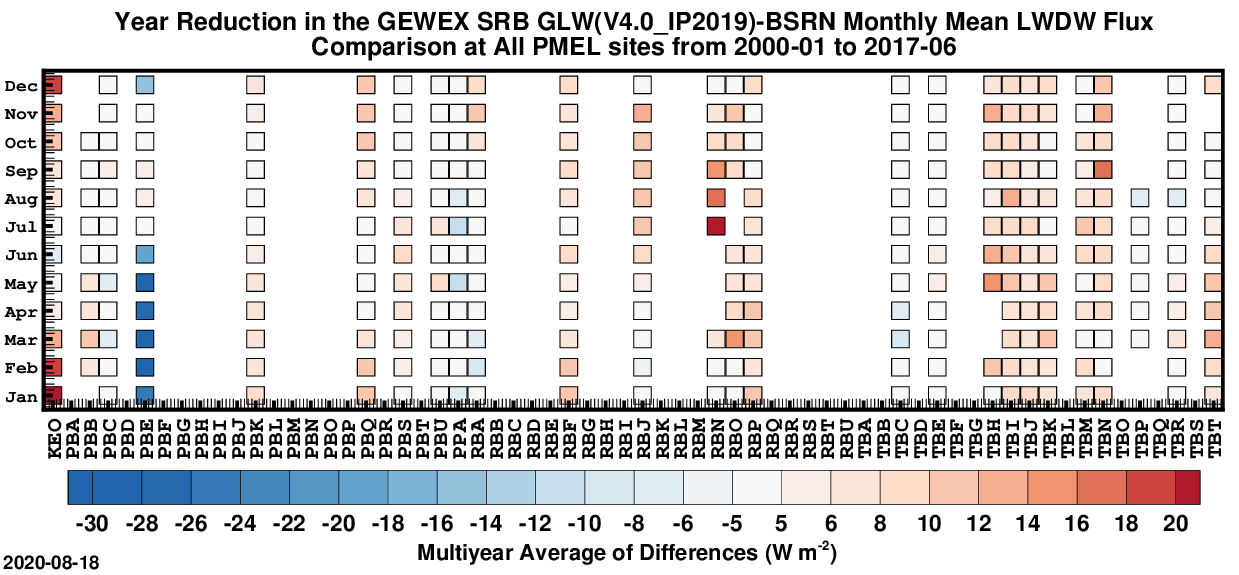 Year Reduction in the GEWEX SRB GLW(V4.0_IP2019)-BSRN Monthly Mean LWDW Flux
Comparison at All PMEL sites from 2000-01 to 2017-06
Dec
Nov
Oct
Sep
Aug
Jul
Jun
May
Apr
Mar
Feb
Jan
KEO PBA PBB PBC PBD PBE PBF PBG PBH PBI PBJ PBK PBL PBM PBN PBO PBP PBQ PBR PBS PBT PBU PPA RBA RBB RBC RBD RBE RBF RBG RBH RBI RBJ RBK RBL RBM RBN RBO RBP RBQ RBR RBS RBT RBU TBA TBB TBC TBD TBE TBF TBG TBH TBI TBJ TBK TBL TBM TBN TBO TBP TBQ TBR TBS TBT
-30 -28 -26 -24 -22 -20 -18 -16 -14 -12 -10 -8 -6 -5 5 6 8 10 12 14 16 18 20
Multiyear Average of Differences (W m-2)
2020-08-18